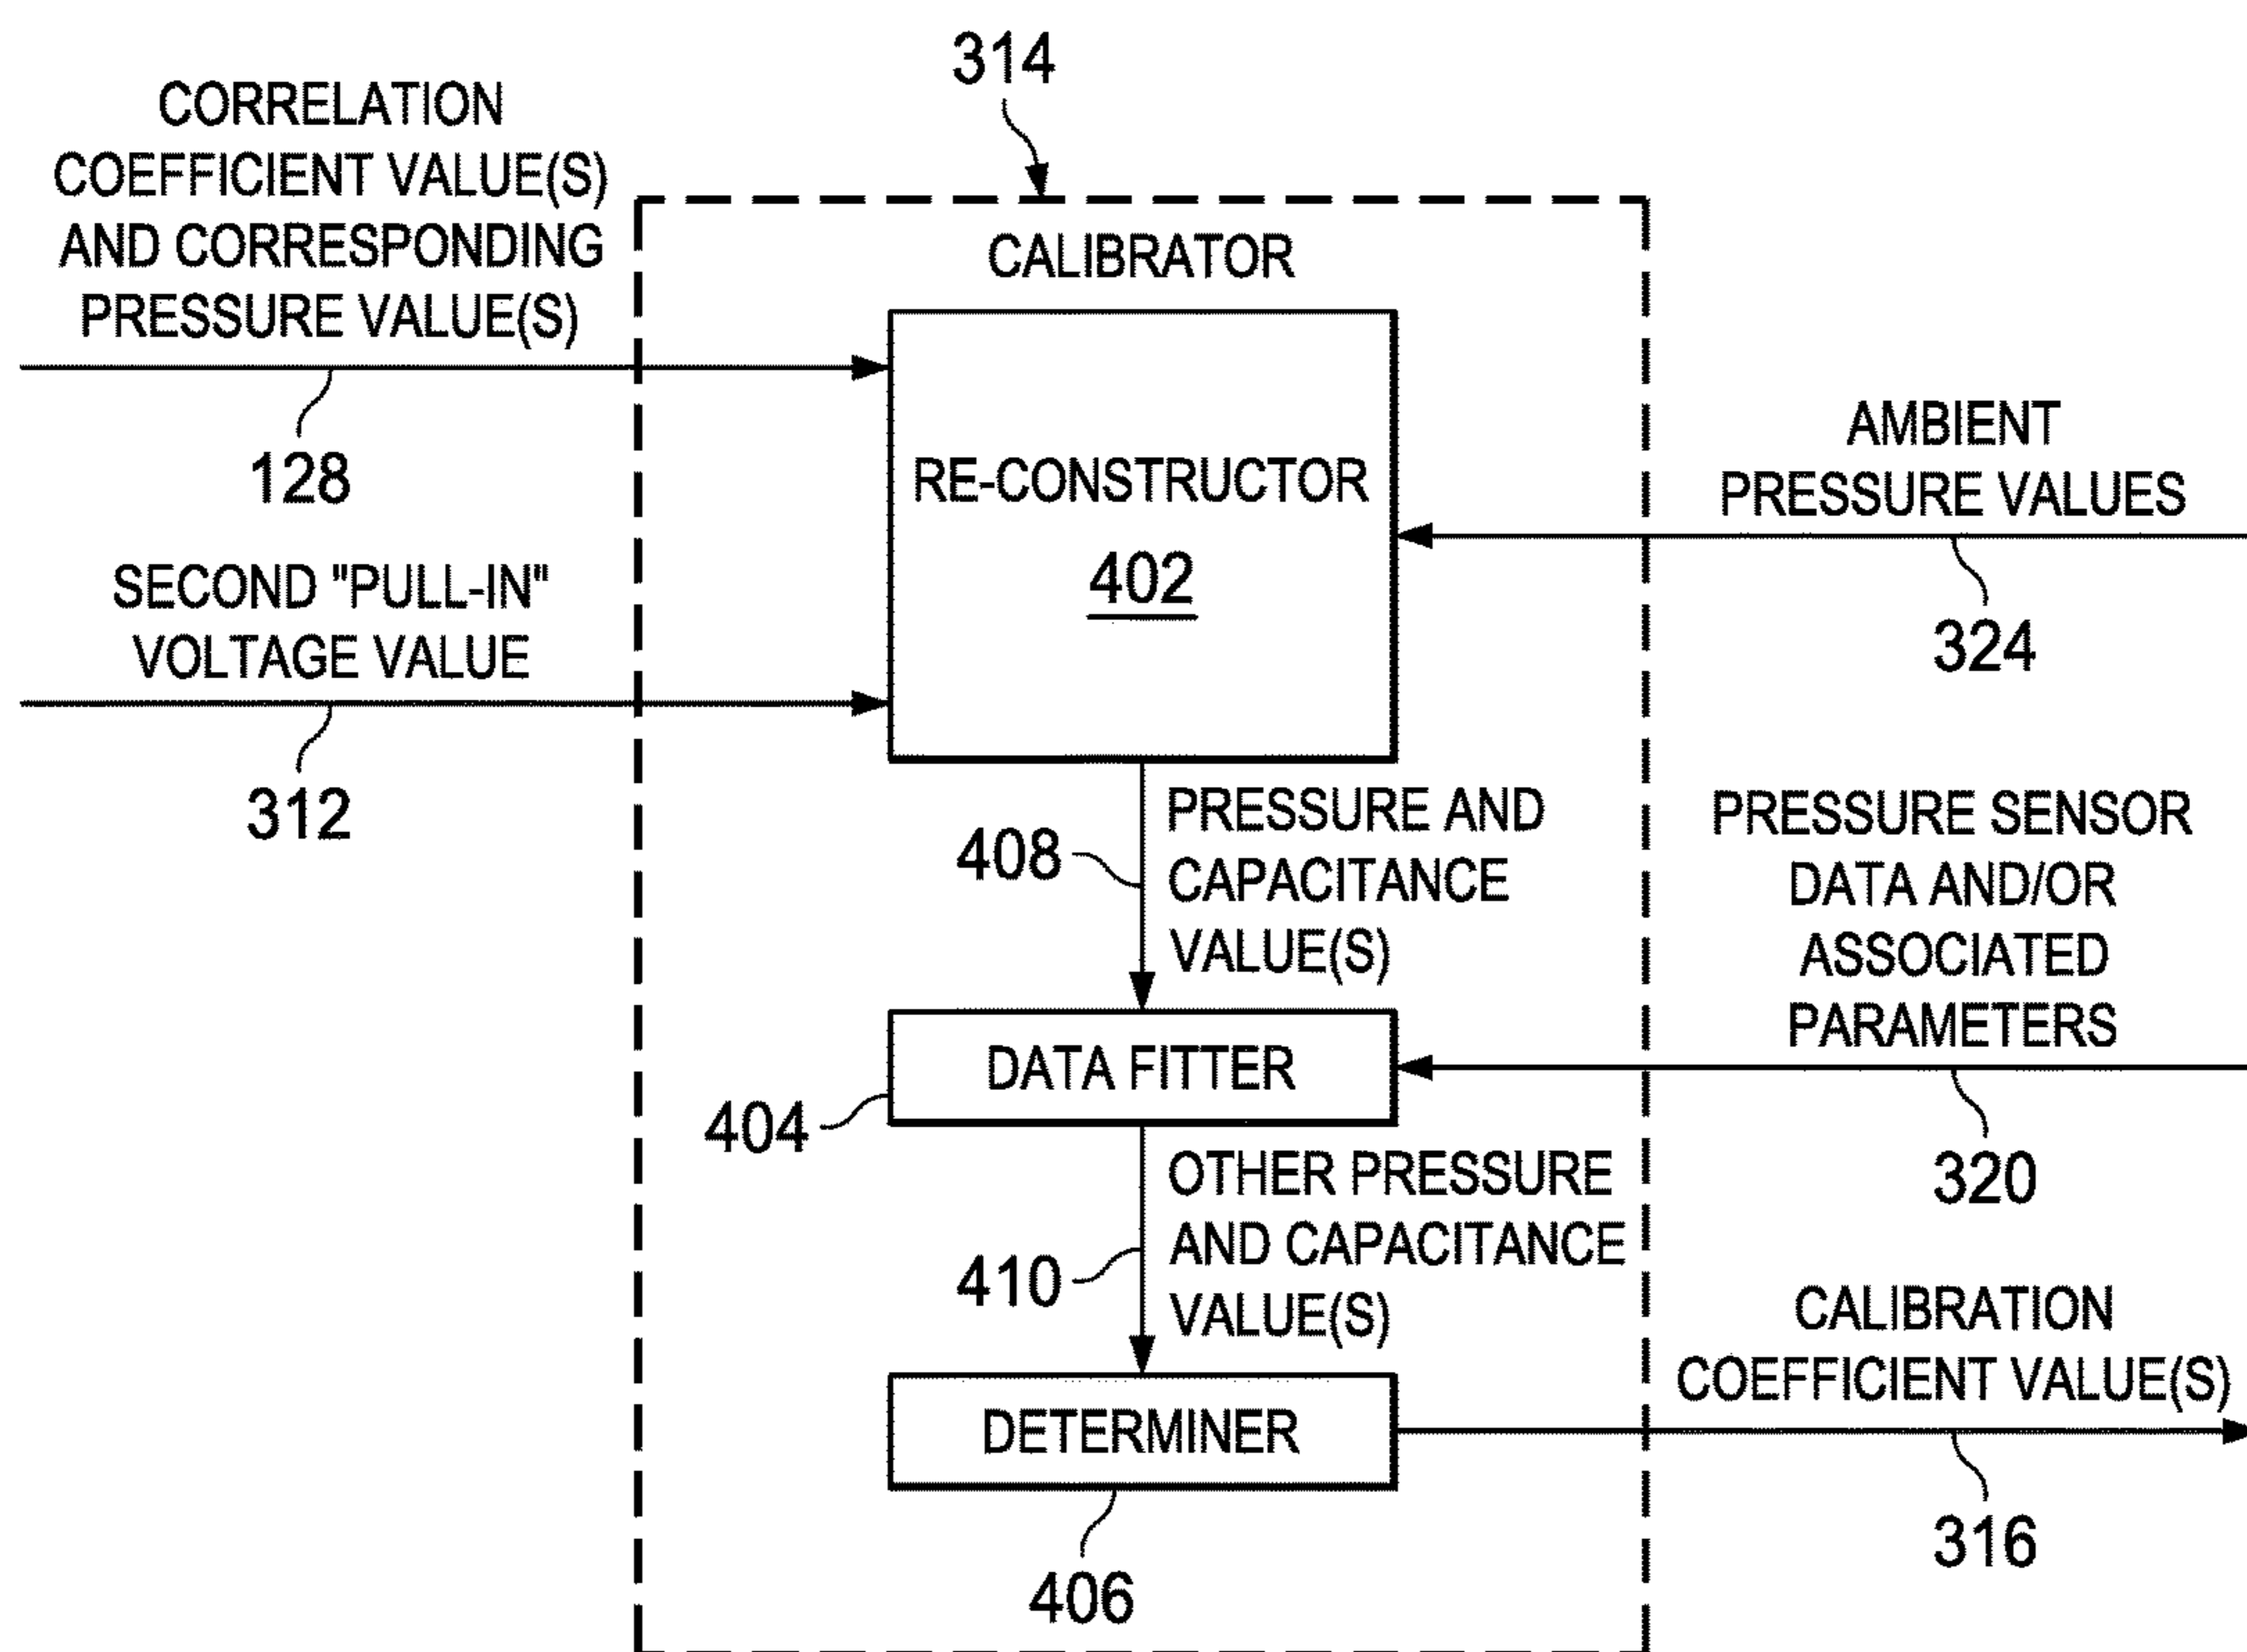 314
CORRELATION
COEFFICIENT VALUE(S)
AND CORRESPONDING
PRESSURE VALUE(S)
128
SECOND "PULL-IN"
VOLTAGE VALUE
312
CALIBRATOR
RE-CONSTRUCTOR
402
AMBIENT
PRESSURE VALUES
324
408
PRESSURE AND
CAPACITANCE
VALUE(S)
PRESSURE SENSOR
DATA AND/OR
ASSOCIATED
PARAMETERS
320
DATA FITTER
404
410
OTHER PRESSURE
AND CAPACITANCE
VALUE(S)
CALIBRATION
COEFFICIENT VALUE(S)
316
DETERMINER
406